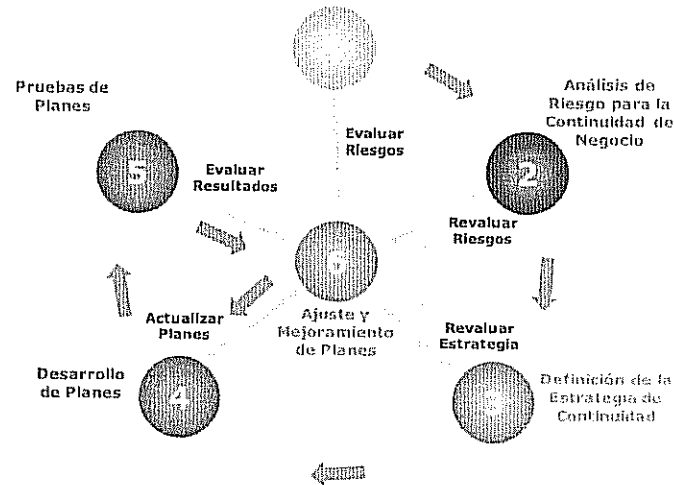 Pruebas de
Planes
5
Evaluar
Resultados
Evaluar
Riesgos
Análisis de
Riesgo para la
Continuidad de
Negocio
2
Revaluar
Riesgos
6
Ajuste y
Mejoramiento
de Planes
Actualizar
Planes
Revaluar
Estrategia
Desarrollo
de Planes
4
3
Definición de la
Estrategia de
Continuidad